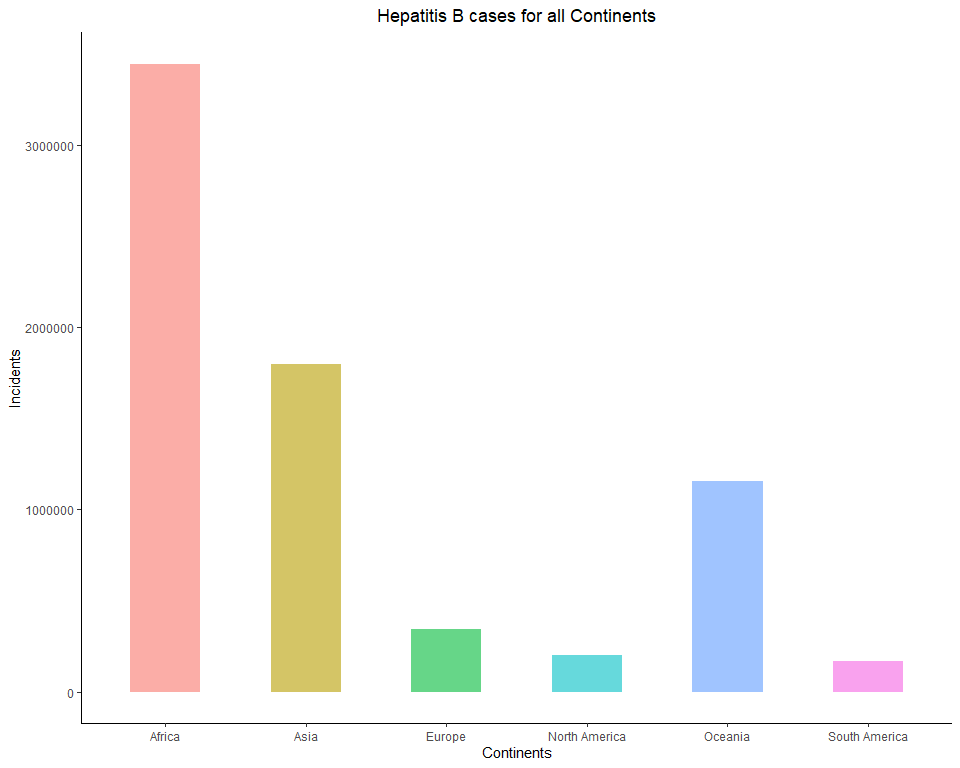 Hepatitis B cases for all Continents
3000000
2000000
1000000
0
Incidents
Africa
Asia
Europe
North America
Oceania
South America
Continents